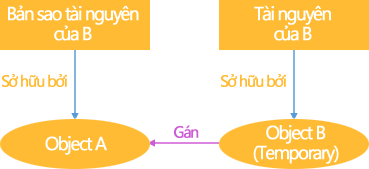 Bản sao tài nguyên
của B
Tài nguyên
của B
Sở hữu bởi
Sở hữu bởi
Object A
Gán
Object B
(Temporary)